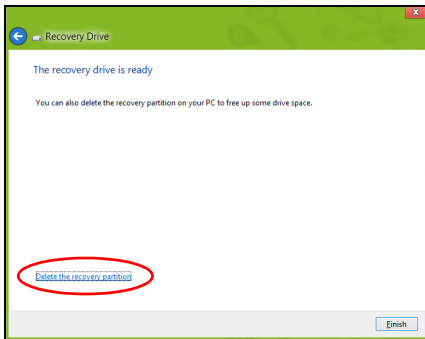 Recovery Drive
The recovery drive is ready
You can also delete the recovery partition on your PC to free up some drive space.
Delete the recovery partition
Finish